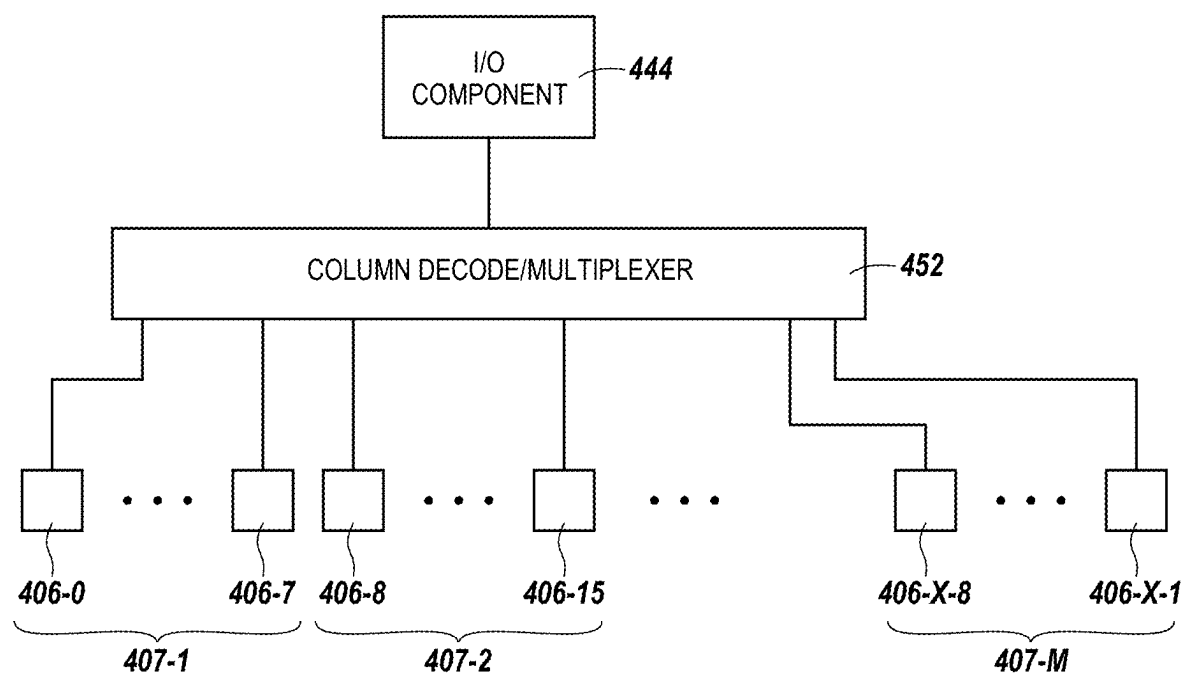 I/O
COMPONENT
444
COLUMN DECODE/MULTIPLEXER
452
406-0
406-7
406-8
406-15
406-X-8
406-X-1
407-1
407-2
407-M